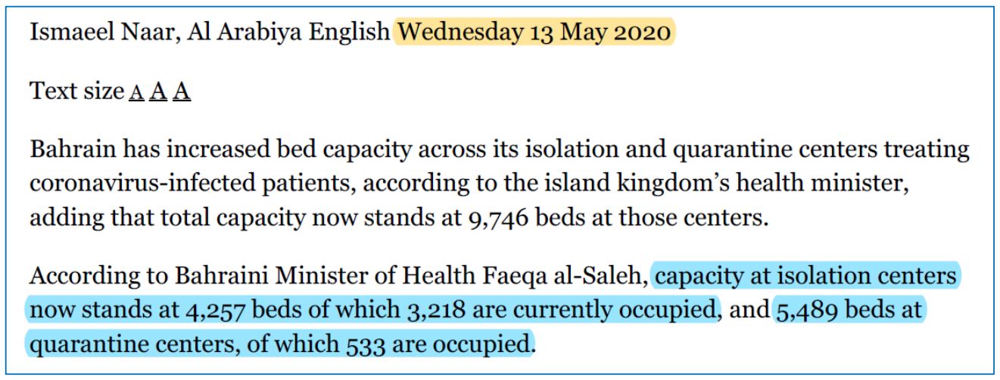 Ismaeel Naar, Al Arabiya English Wednesday 13 May 2020
Text size A A A
Bahrain has increased bed capacity across its isolation and quarantine centers treating
coronavirus-infected patients, according to the island kingdom’s health minister,
adding that total capacity now stands at 9,746 beds at those centers.
According to Bahraini Minister of Health Faeqa al-Saleh, capacity at isolation centers
now stands at 4,257 beds of which 3,218 are currently occupied, and 5,489 beds at
quarantine centers, of which 533 are occupied.